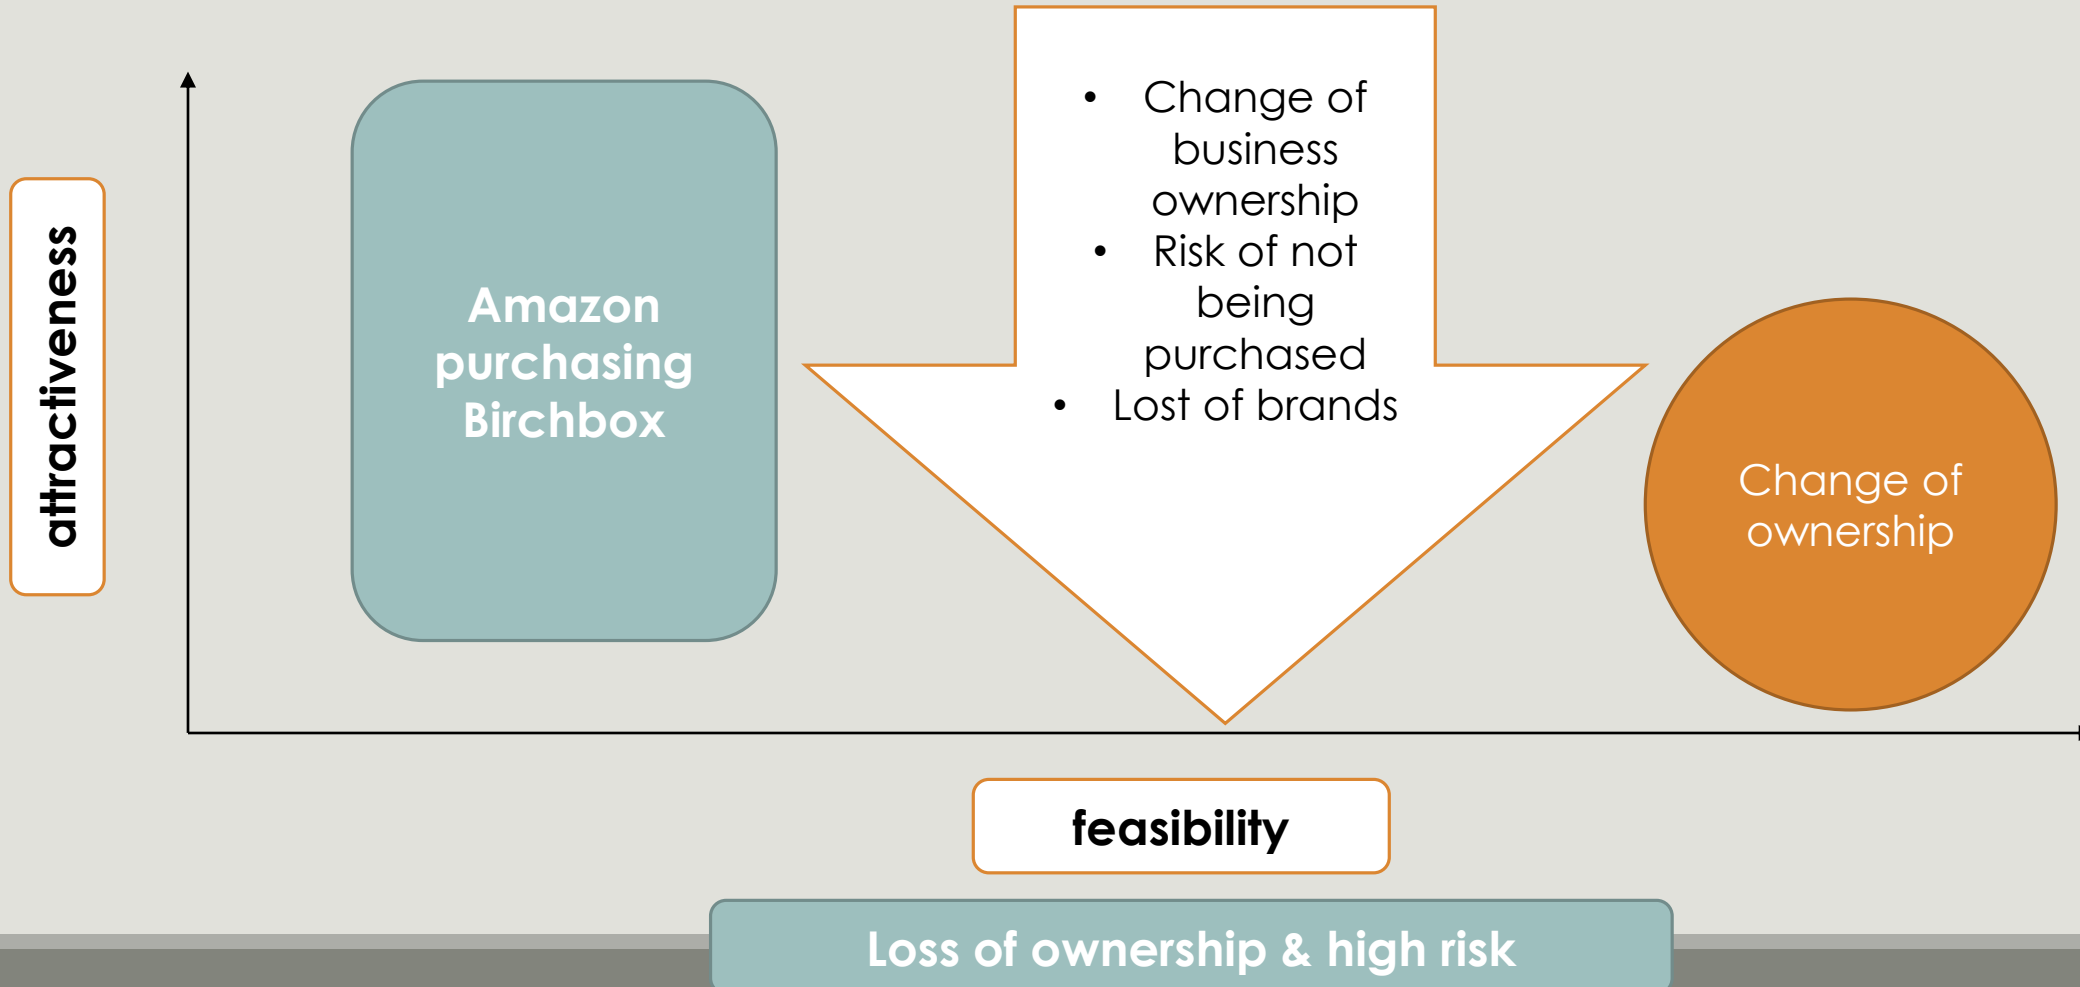 attractiveness
Amazon
purchasing
Birchbox
• Change of
business
ownership
• Risk of not
being
purchased
• Lost of brands
Change of
ownership
feasibility
Loss of ownership & high risk